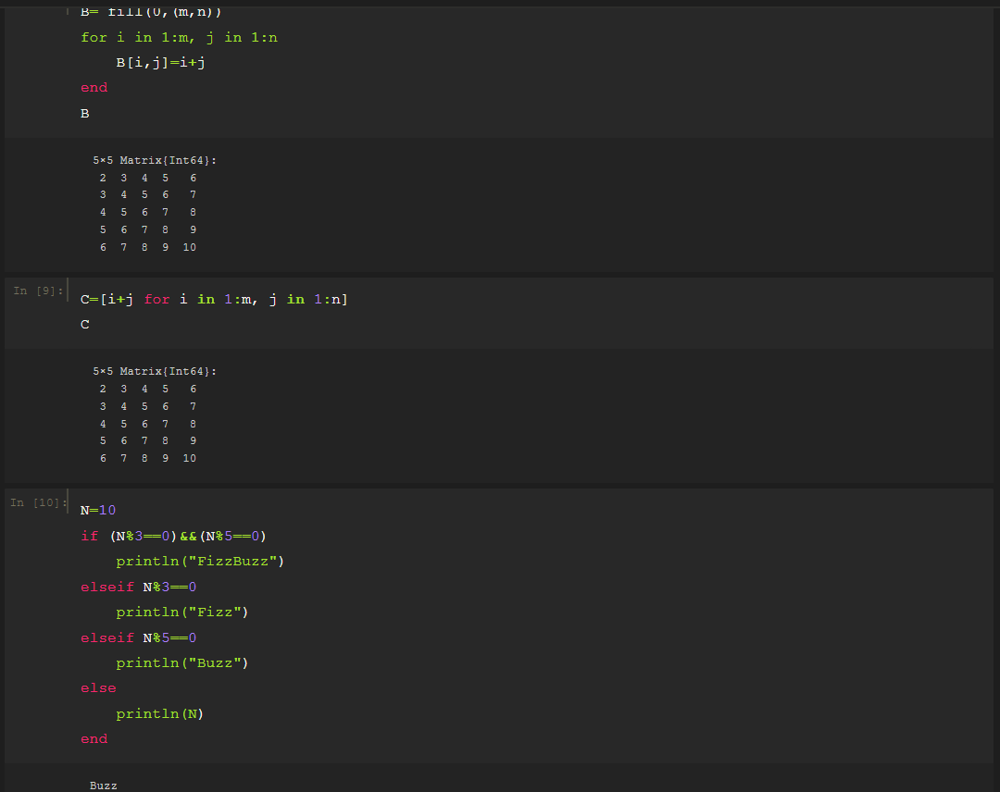 B= fill(0,(m,n))
for i in 1:m, j in 1:n
    B[i,j]=i+j
end
B
5×5 Matrix{Int64}:
 2  3  4  5   6
 3  4  5  6   7
 4  5  6  7   8
 5  6  7  8   9
 6  7  8  9  10
In [9]:
C=[i+j for i in 1:m, j in 1:n]
C
5×5 Matrix{Int64}:
 2  3  4  5   6
 3  4  5  6   7
 4  5  6  7   8
 5  6  7  8   9
 6  7  8  9  10
In [10]:
N=10
if (N%3==0)&&(N%5==0)
    println("FizzBuzz")
elseif N%3==0
    println("Fizz")
elseif N%5==0
    println("Buzz")
else
    println(N)
end
Buzz